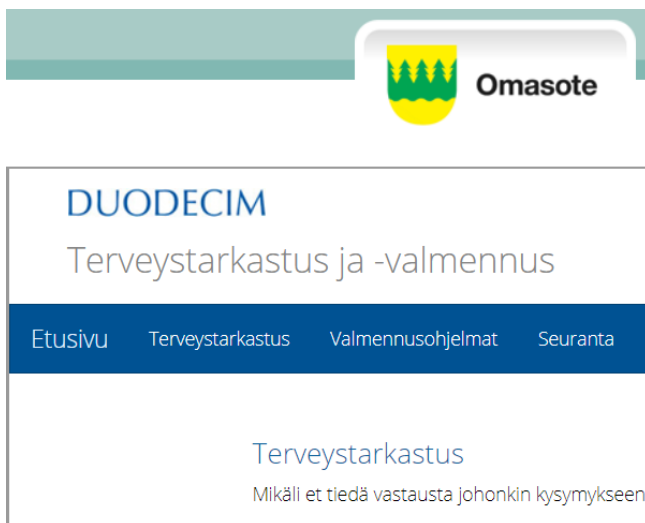 Omasote
DUODECIM
Terveystarkastus ja -valmennus
Etusivu Terveystarkastus Valmennusohjelmat Seuranta
Terveystarkastus
Mikäli et tiedä vastausta johonkin kysymykseen